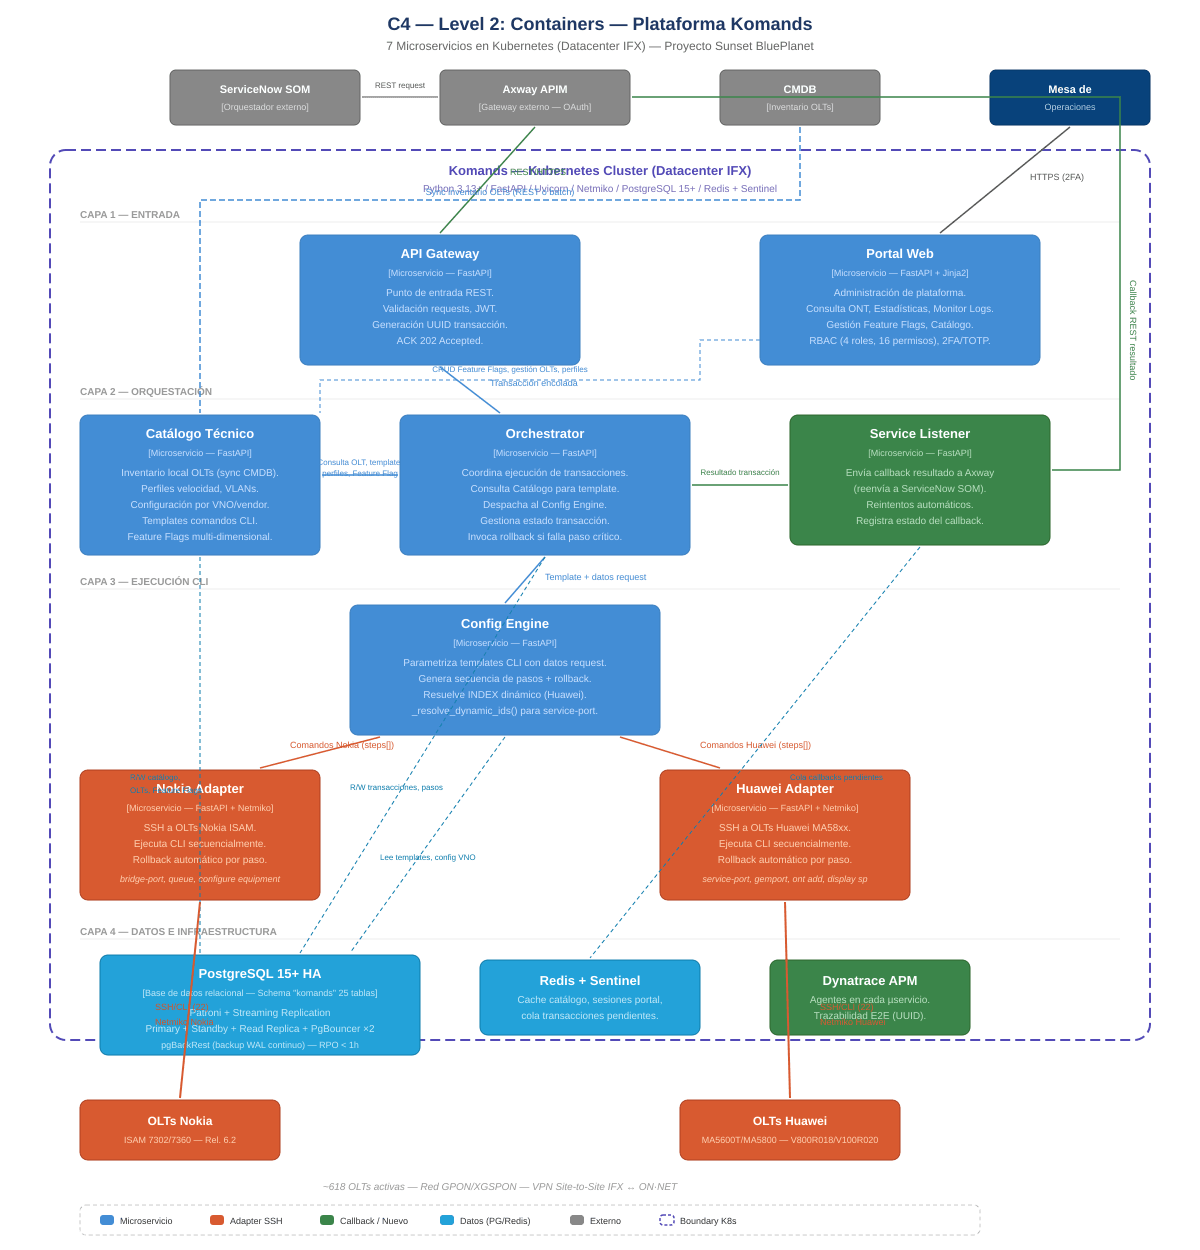 C4 — Level 2: Containers — Plataforma Komands
7 Microservicios en Kubernetes (Datacenter IFX) — Proyecto Sunset BluePlanet
ServiceNow SOM
[Orquestador externo]
REST request
Axway APIM
[Gateway externo — OAuth]
CMDB
[Inventario OLTs]
Mesa de
Operaciones
Komands — Kubernetes Cluster (Datacenter IFX)
Python 3.13+ / FastAPI / Uvicorn / Netmiko / PostgreSQL 15+ / Redis + Sentinel
Sync inventario OLTs (REST o batch)
HTTPS (2FA)
CAPA 1 — ENTRADA
API Gateway
[Microservicio — FastAPI]
Punto de entrada REST.
Validación requests, JWT.
Generación UUID transacción.
ACK 202 Accepted.
Portal Web
[Microservicio — FastAPI + Jinja2]
Administración de plataforma.
Consulta ONT, Estadísticas, Monitor Logs.
Gestión Feature Flags, Catálogo.
RBAC (4 roles, 16 permisos), 2FA/TOTP.
Callback REST resultado
CRUD Feature Flags, gestión OLTs, perfiles
Transacción encolada
CAPA 2 — ORQUESTACIÓN
Catálogo Técnico
[Microservicio — FastAPI]
Inventario local OLTs (sync CMDB).
Perfiles velocidad, VLANs.
Configuración por VNO/vendor.
Templates comandos CLI.
Feature Flags multi-dimensional.
Consulta OLT, template
perfiles, Feature Flag
Orchestrator
[Microservicio — FastAPI]
Coordina ejecución de transacciones.
Consulta Catálogo para template.
Despacha al Config Engine.
Gestiona estado transacción.
Invoca rollback si falla paso crítico.
Resultado transacción
Service Listener
[Microservicio — FastAPI]
Envía callback resultado a Axway
(reenvía a ServiceNow SOM).
Reintentos automáticos.
Registra estado del callback.
CAPA 3 — EJECUCIÓN CLI
Template + datos request
Config Engine
[Microservicio — FastAPI]
Parametriza templates CLI con datos request.
Genera secuencia de pasos + rollback.
Resuelve INDEX dinámico (Huawei).
_resolve_dynamic_ids() para service-port.
Comandos Nokia (steps[])
Comandos Huawei (steps[])
R/W catálogo
OLTs,
Nokia Adapter
[Microservicio — FastAPI + Netmiko]
SSH a OLTs Nokia ISAM.
Ejecuta CLI secuencialmente.
Rollback automático por paso.
bridge-port, queue, configure equipment
R/W transacciones, pasos
Lee templates, config VNO
Cola callbacks pendientes
Huawei Adapter
[Microservicio — FastAPI + Netmiko]
SSH a OLTs Huawei MA58xx.
Ejecuta CLI secuencialmente.
Rollback automático por paso.
service-port, gemport, ont add, display sp
CAPA 4 — DATOS E INFRAESTRUCTURA
PostgreSQL 15+ HA
[Base de datos relacional — Schema "komands" 25 tablas]
Patroni + Streaming Replication
Primary + Standby + Read Replica + PgBouncer ×2
pgBackRest (backup WAL continuo) — RPO < 1h
Redis + Sentinel
Cache catálogo, sesiones portal,
cola transacciones pendientes.
Dynatrace APM
Agentes en cada µservicio.
Trazabilidad E2E (UUID).
OLTs Nokia
ISAM 7302/7360 — Rel. 6.2
OLTs Huawei
MA5600T/MA5800 — V800R018/V100R020
~618 OLTs activas — Red GPON/XGSPON — VPN Site-to-Site IFX ↔ ON·NET
Microservicio
Adapter SSH
Callback / Nuevo
Datos (PG/Redis)
Externo
Boundary K8s